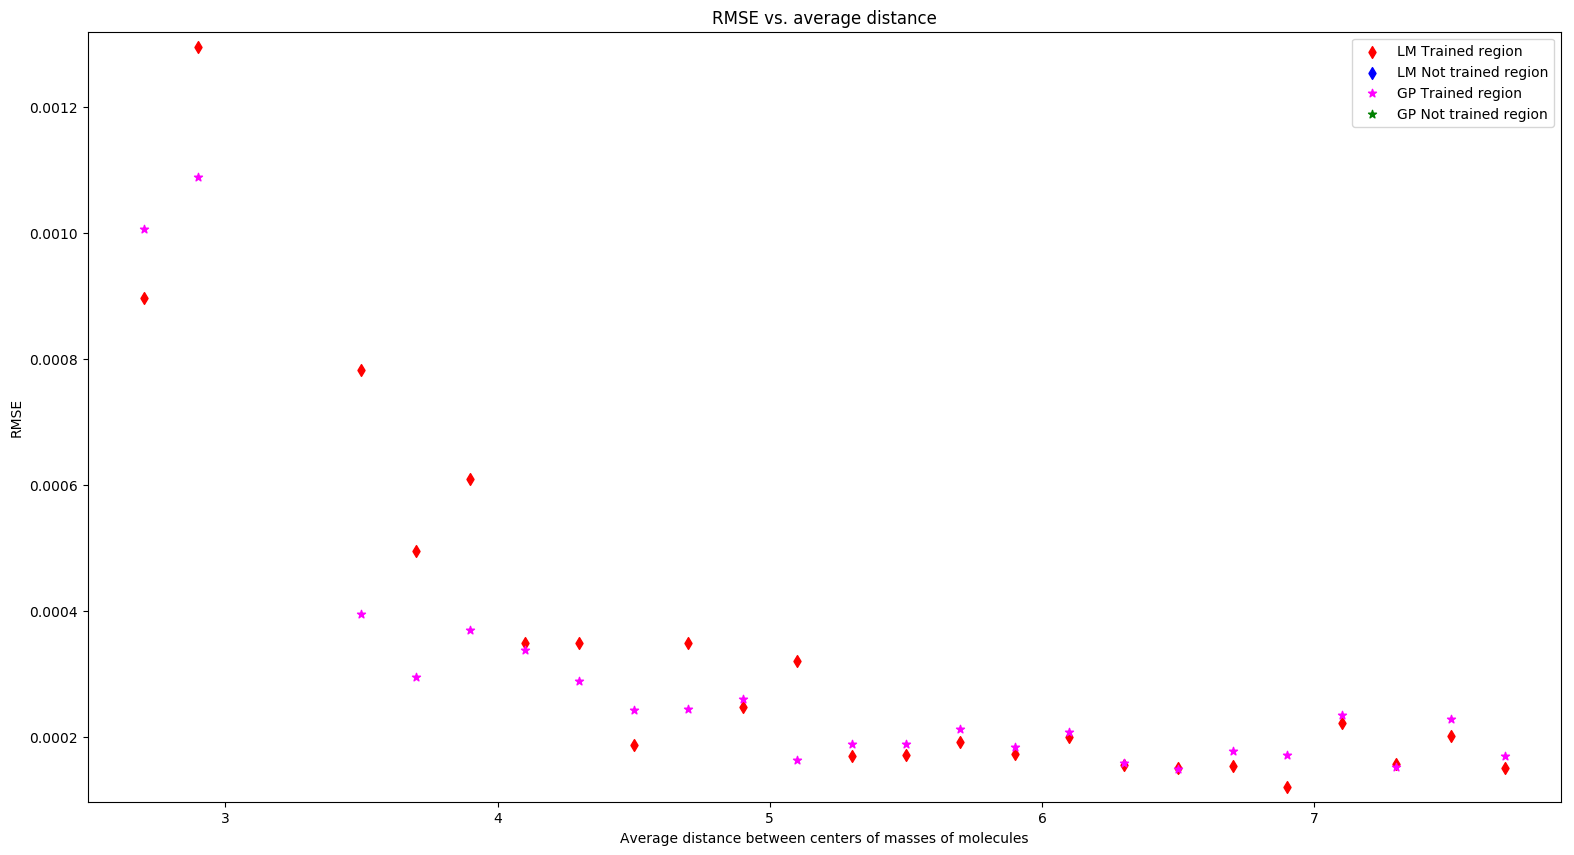 RMSE vs. average distance
LM Trained region
LM Not trained region
GP Trained region
GP Not trained region
RMSE
0.0012
0.0010
0.0008
0.0006
0.0004
0.0002
3
4
5
6
7
Average distance between centers of masses of molecules